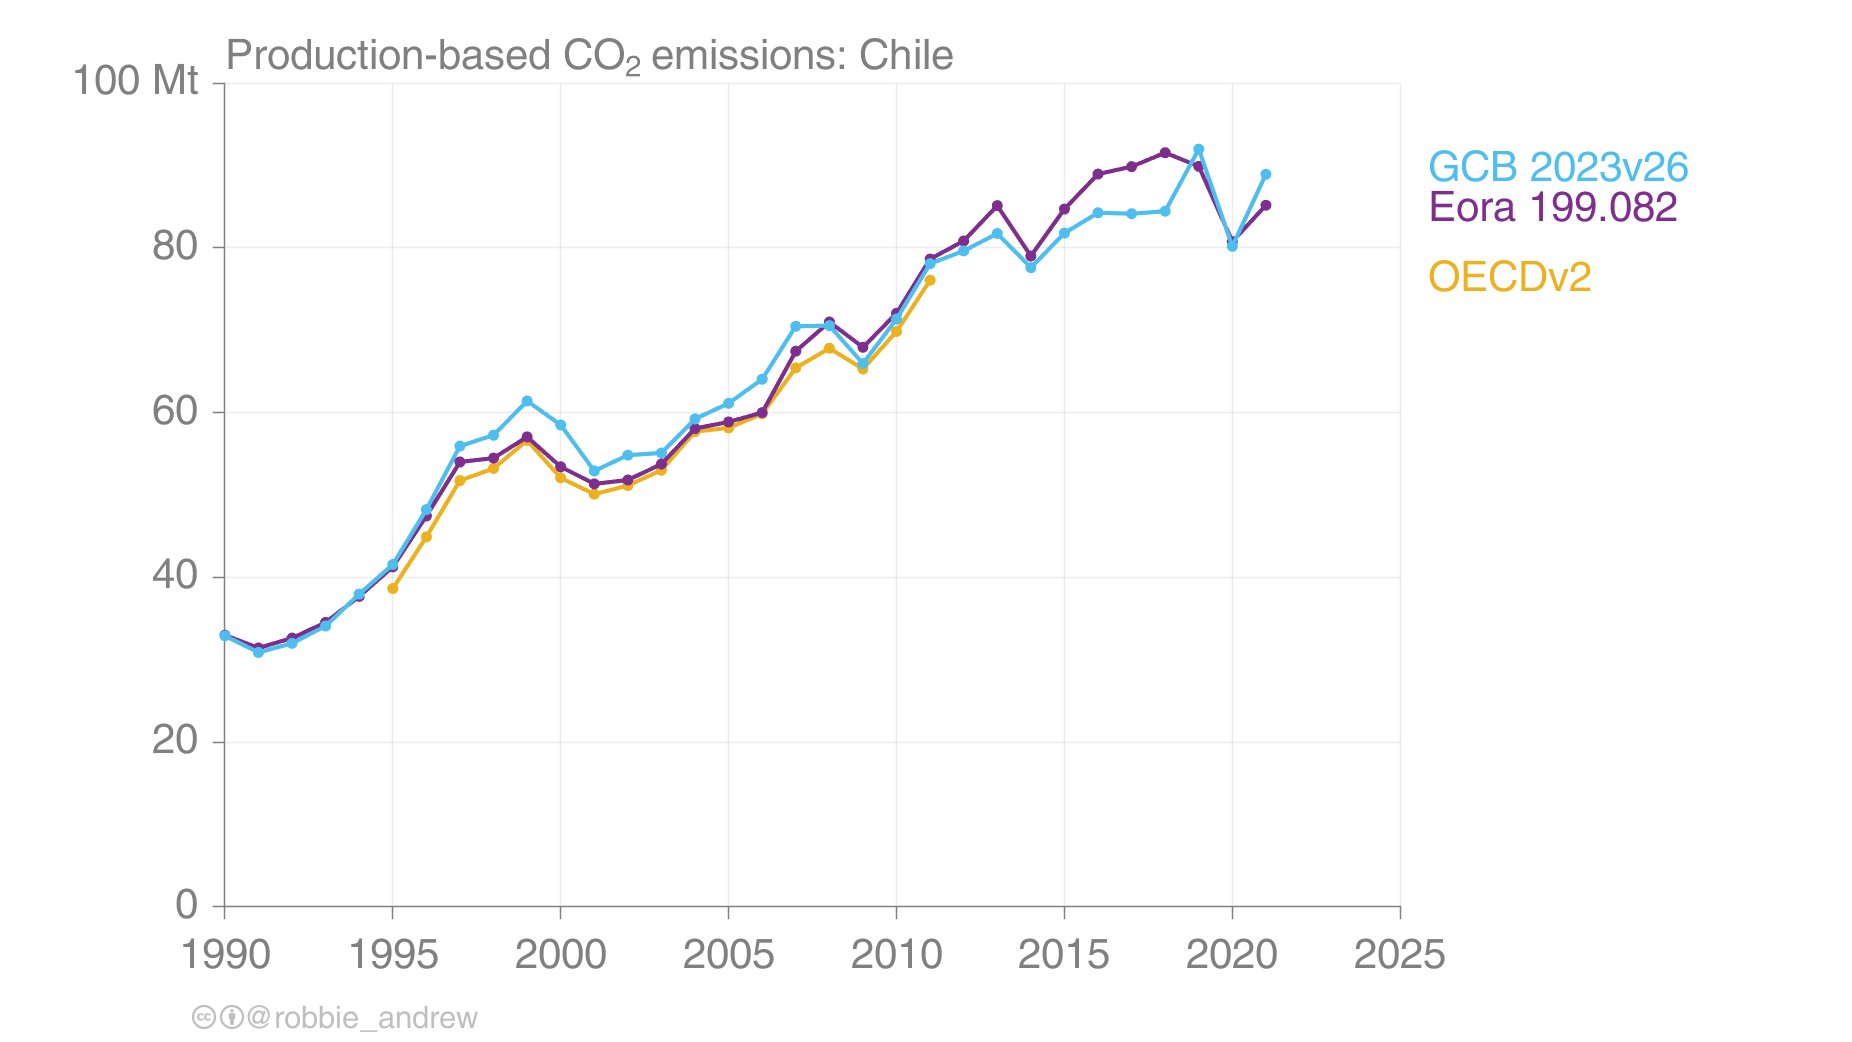 Production-based CO₂ emissions: Chile
100 Mt
80
60
40
20
0
1990 1995 2000 2005 2010 2015 2020 2025
GCB 2023v26
Eora 199.082
OECDv2
@robbie_andrew